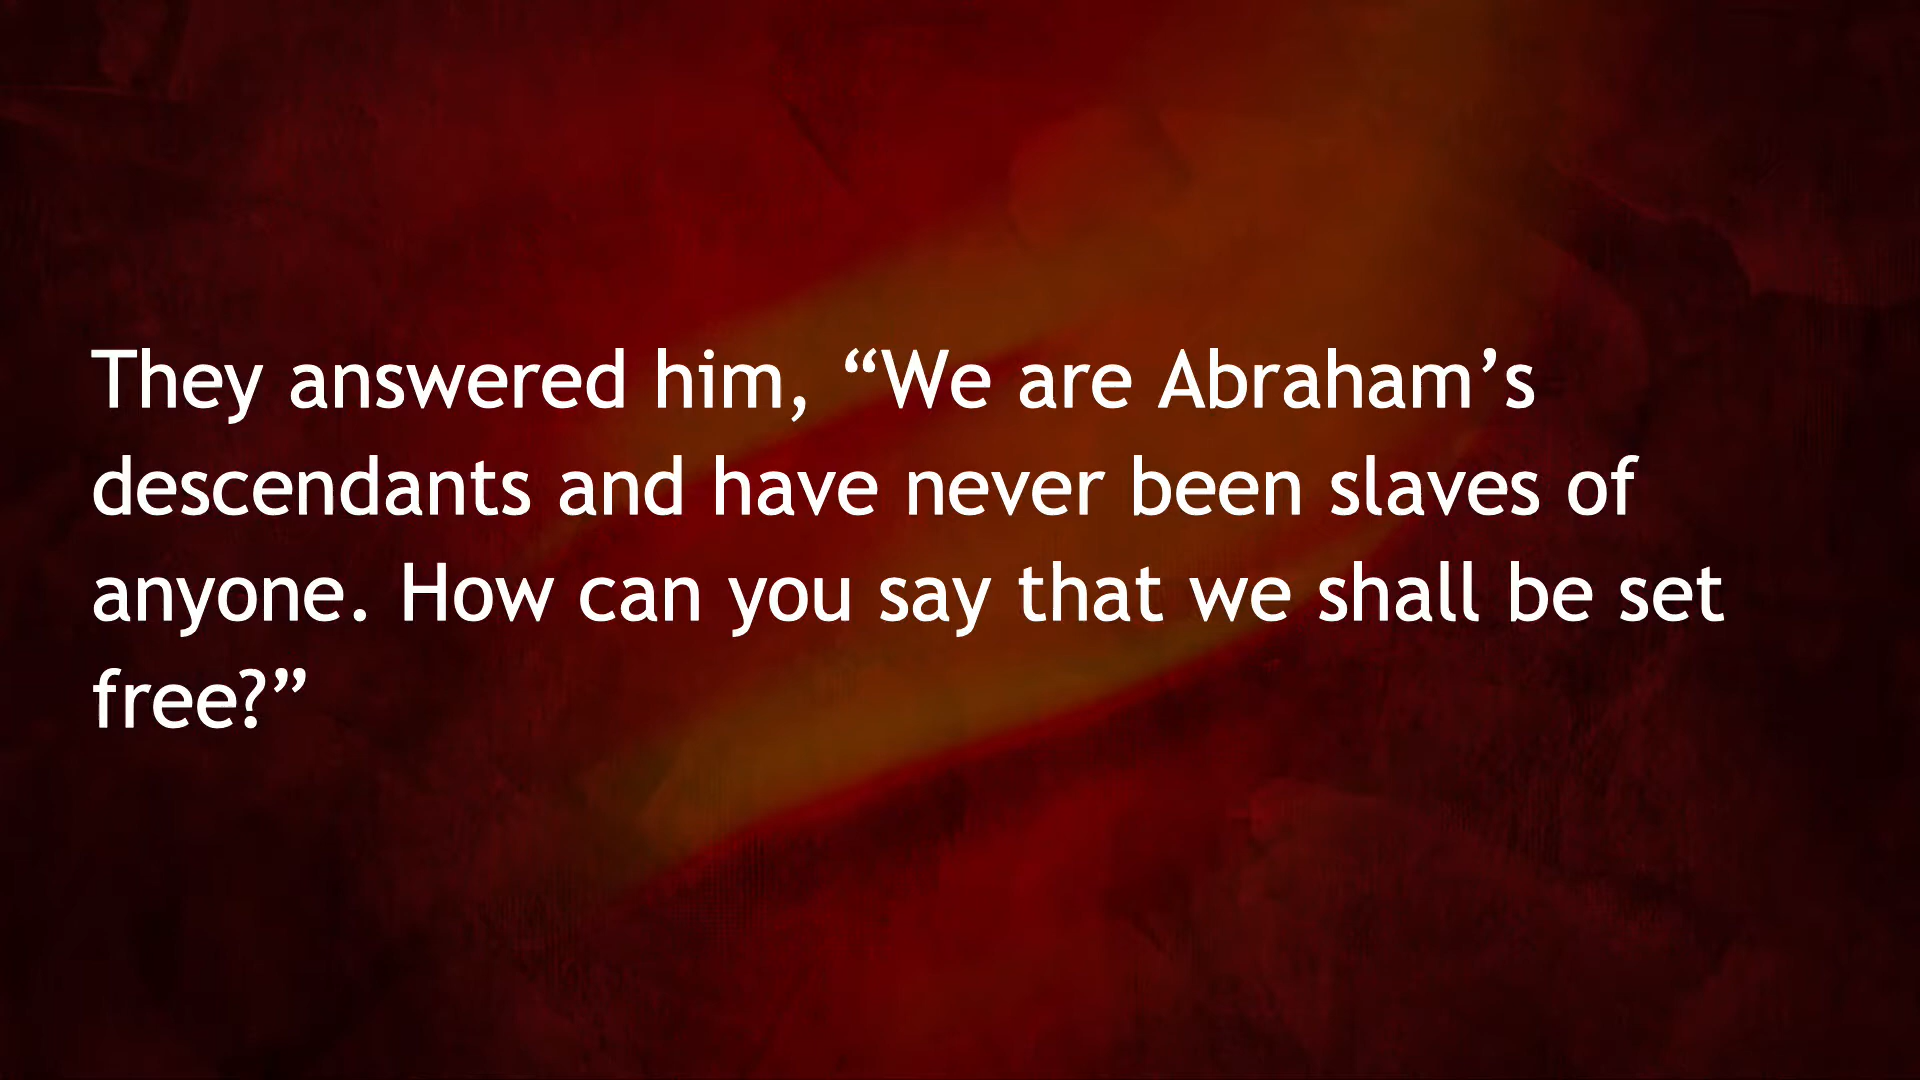 They answered him, “We are Abraham’s
descendants and have never been slaves of
anyone. How can you say that we shall be set
free?”